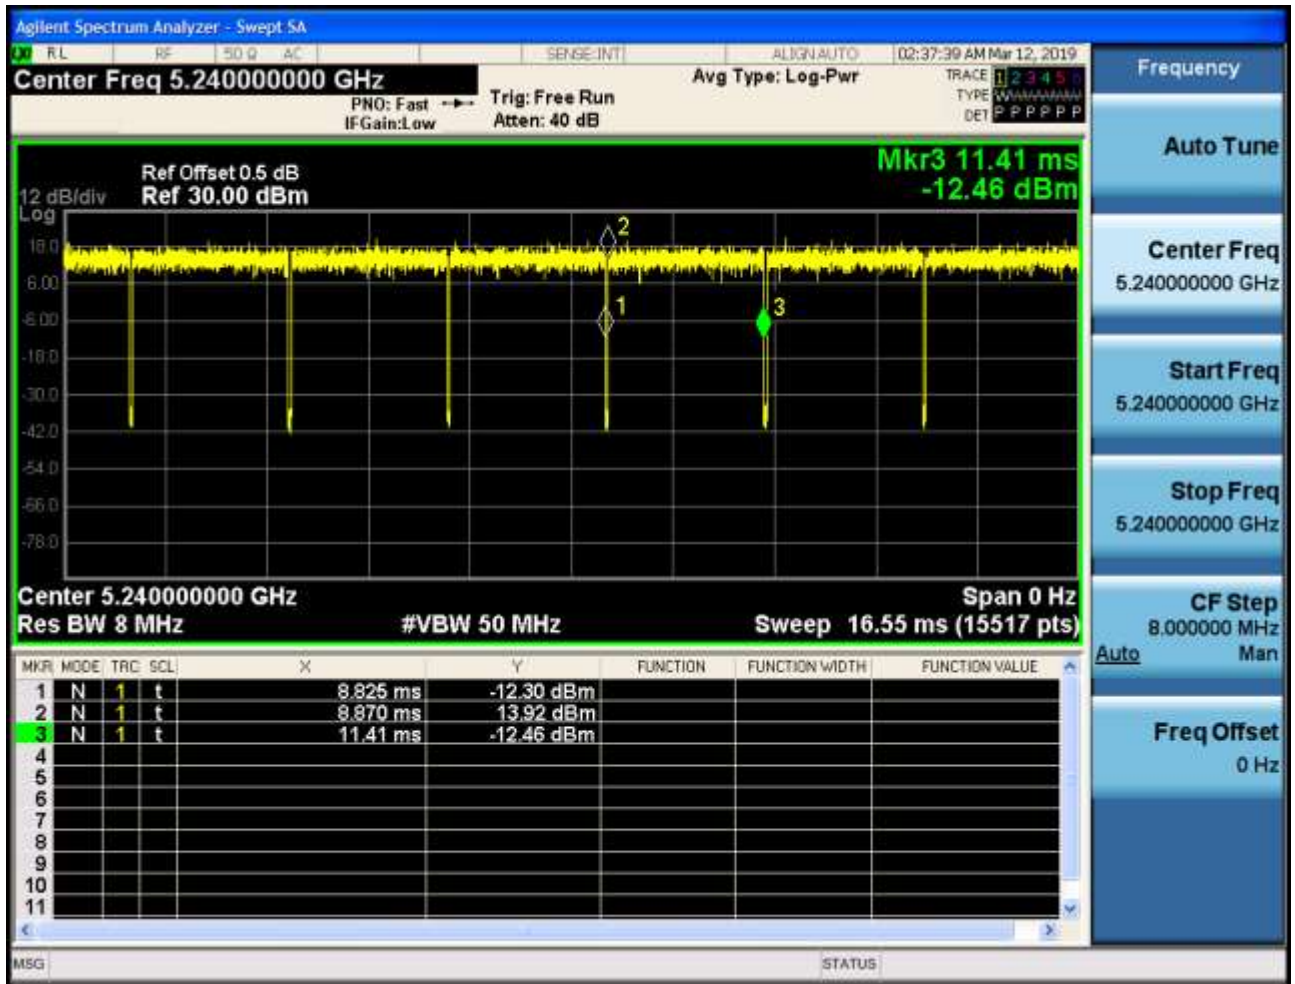 Agilent Spectrum Analyzer - Swept SA
RL RF 50 Ω AC SENSE:INT ALIGN AUTO 02:37:39 AM Mar 12, 2019
Center Freq 5.240000000 GHz
PNO: Fast
IFGain:Low
Trig: Free Run
Atten: 40 dB
Avg Type: Log-Pwr
TRACE 1 2 3 4 5 6
TYPE
DET P P P P P P
Mkr3 11.41 ms
-12.46 dBm
Ref Offset 0.5 dB
12 dB/div Ref 30.00 dBm
Log
18.0
6.00
-6.00
-18.0
-30.0
-42.0
-54.0
-66.0
-78.0
2
1
3
Center 5.240000000 GHz Span 0 Hz
Res BW 8 MHz #VBW 50 MHz Sweep 16.55 ms (15517 pts)
MKR MODE TRC SCL X Y FUNCTION FUNCTION WIDTH FUNCTION VALUE
1 N 1 t 8.825 ms -12.30 dBm
2 N 1 t 8.870 ms 13.92 dBm
3 N 1 t 11.41 ms -12.46 dBm
4
5
6
7
8
9
10
11
MSG STATUS
Frequency
Auto Tune
Center Freq
5.240000000 GHz
Start Freq
5.240000000 GHz
Stop Freq
5.240000000 GHz
CF Step
8.000000 MHz
Auto Man
Freq Offset
0 Hz